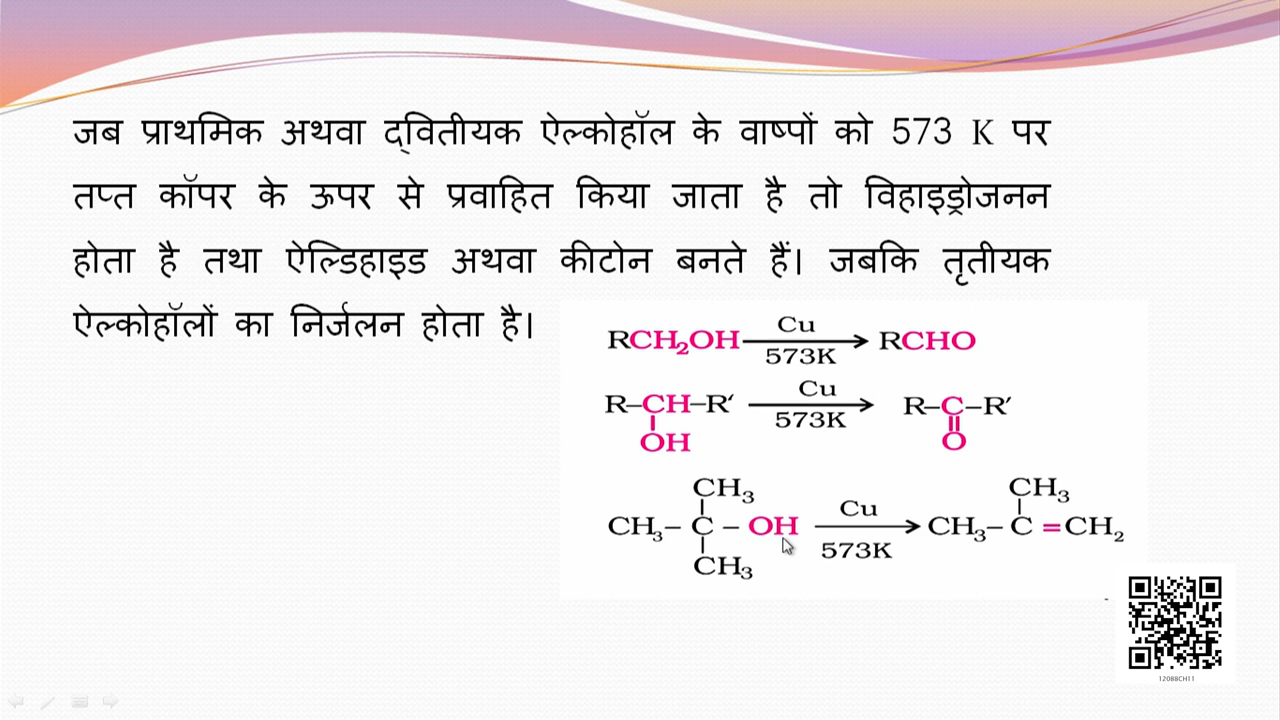 जब प्राथमिक अथवा द्वितीयक ऐल्कोहॉल के वाष्पों को 573 K पर
तप्त कॉपर के ऊपर से प्रवाहित किया जाता है तो विहाइड्रोजनन
होता है तथा ऐल्डिहाइड अथवा कीटोन बनते हैं। जबकि तृतीयक
ऐल्कोहॉलों का निर्जलन होता है।
Cu
RCH₂OH → RCHO
573K
Cu
R–CH–R′ → R–C–R′
573K
OH O
CH₃ CH₃
Cu
CH₃– C – OH → CH₃– C =CH₂
573K
CH₃
12088CH11